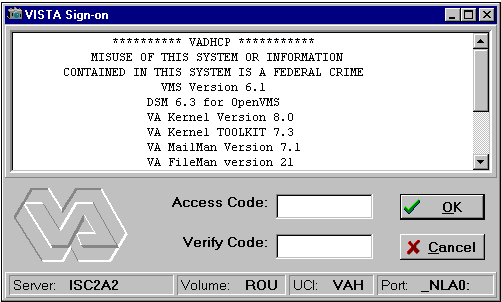 VISTA Sign-on
********** VADHCP ***********
MISUSE OF THIS SYSTEM OR INFORMATION
CONTAINED IN THIS SYSTEM IS A FEDERAL CRIME
VMS Version 6.1
DSM 6.3 for OpenVMS
VA Kernel Version 8.0
VA Kernel TOOLKIT 7.3
VA MailMan Version 7.1
VA FileMan version 21
Access Code:
OK
Verify Code:
Cancel
Server: ISC2A2 Volume: ROU UCI: VAH Port: _NLA0: